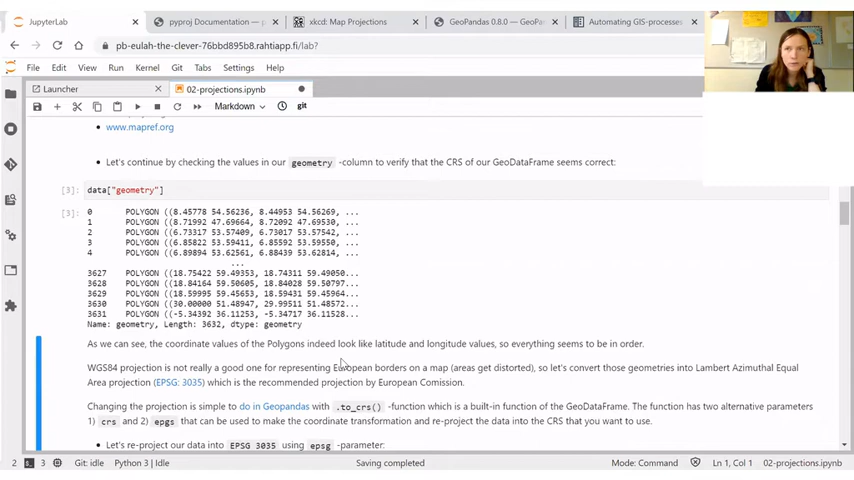 JupyterLab
pyproj Documentation — pyproj
xkcd: Map Projections
GeoPandas 0.8.0 — GeoPan
Automating GIS-processes
pb-eulah-the-clever-76bbd895b8.rahtiapp.fi/lab?
File Edit View Run Kernel Git Tabs Settings Help
Launcher
02-projections.ipynb
Markdown
git
www.mapref.org
Let's continue by checking the values in our geometry -column to verify that the CRS of our GeoDataFrame seems correct:
[3]: data["geometry"]
[3]: 0 POLYGON ((8.45778 54.56236, 8.44953 54.56269, ...
1 POLYGON ((8.71992 47.69664, 8.72092 47.69530, ...
2 POLYGON ((6.73317 53.57409, 6.73017 53.57542, ...
3 POLYGON ((6.85822 53.59411, 6.85592 53.59550, ...
4 POLYGON ((6.89894 53.62561, 6.88439 53.62814, ...
...
3627 POLYGON ((18.75422 59.49353, 18.74311 59.49050...
3628 POLYGON ((18.84164 59.50658, 18.84028 59.50797...
3629 POLYGON ((18.59995 59.45653, 18.59431 59.45964...
3630 POLYGON ((30.00000 51.48947, 29.99511 51.48572...
3631 POLYGON ((-5.34392 36.11253, -5.34717 36.11528...
Name: geometry, Length: 3632, dtype: geometry
As we can see, the coordinate values of the Polygons indeed look like latitude and longitude values, so everything seems to be in order.
WGS84 projection is not really a good one for representing European borders on a map (areas get distorted), so let's convert those geometries into Lambert Azimuthal Equal
Area projection (EPSG: 3035) which is the recommended projection by European Comission.
Changing the projection is simple to do in Geopandas with .to_crs() -function which is a built-in function of the GeoDataFrame. The function has two alternative parameters
1) crs and 2) epgs that can be used to make the coordinate transformation and re-project the data into the CRS that you want to use.
Let's re-project our data into EPSG 3035 using epsg -parameter:
2 3 Git: idle Python 3 | Idle Saving completed Mode: Command Ln 1, Col 1 02-projections.ipynb